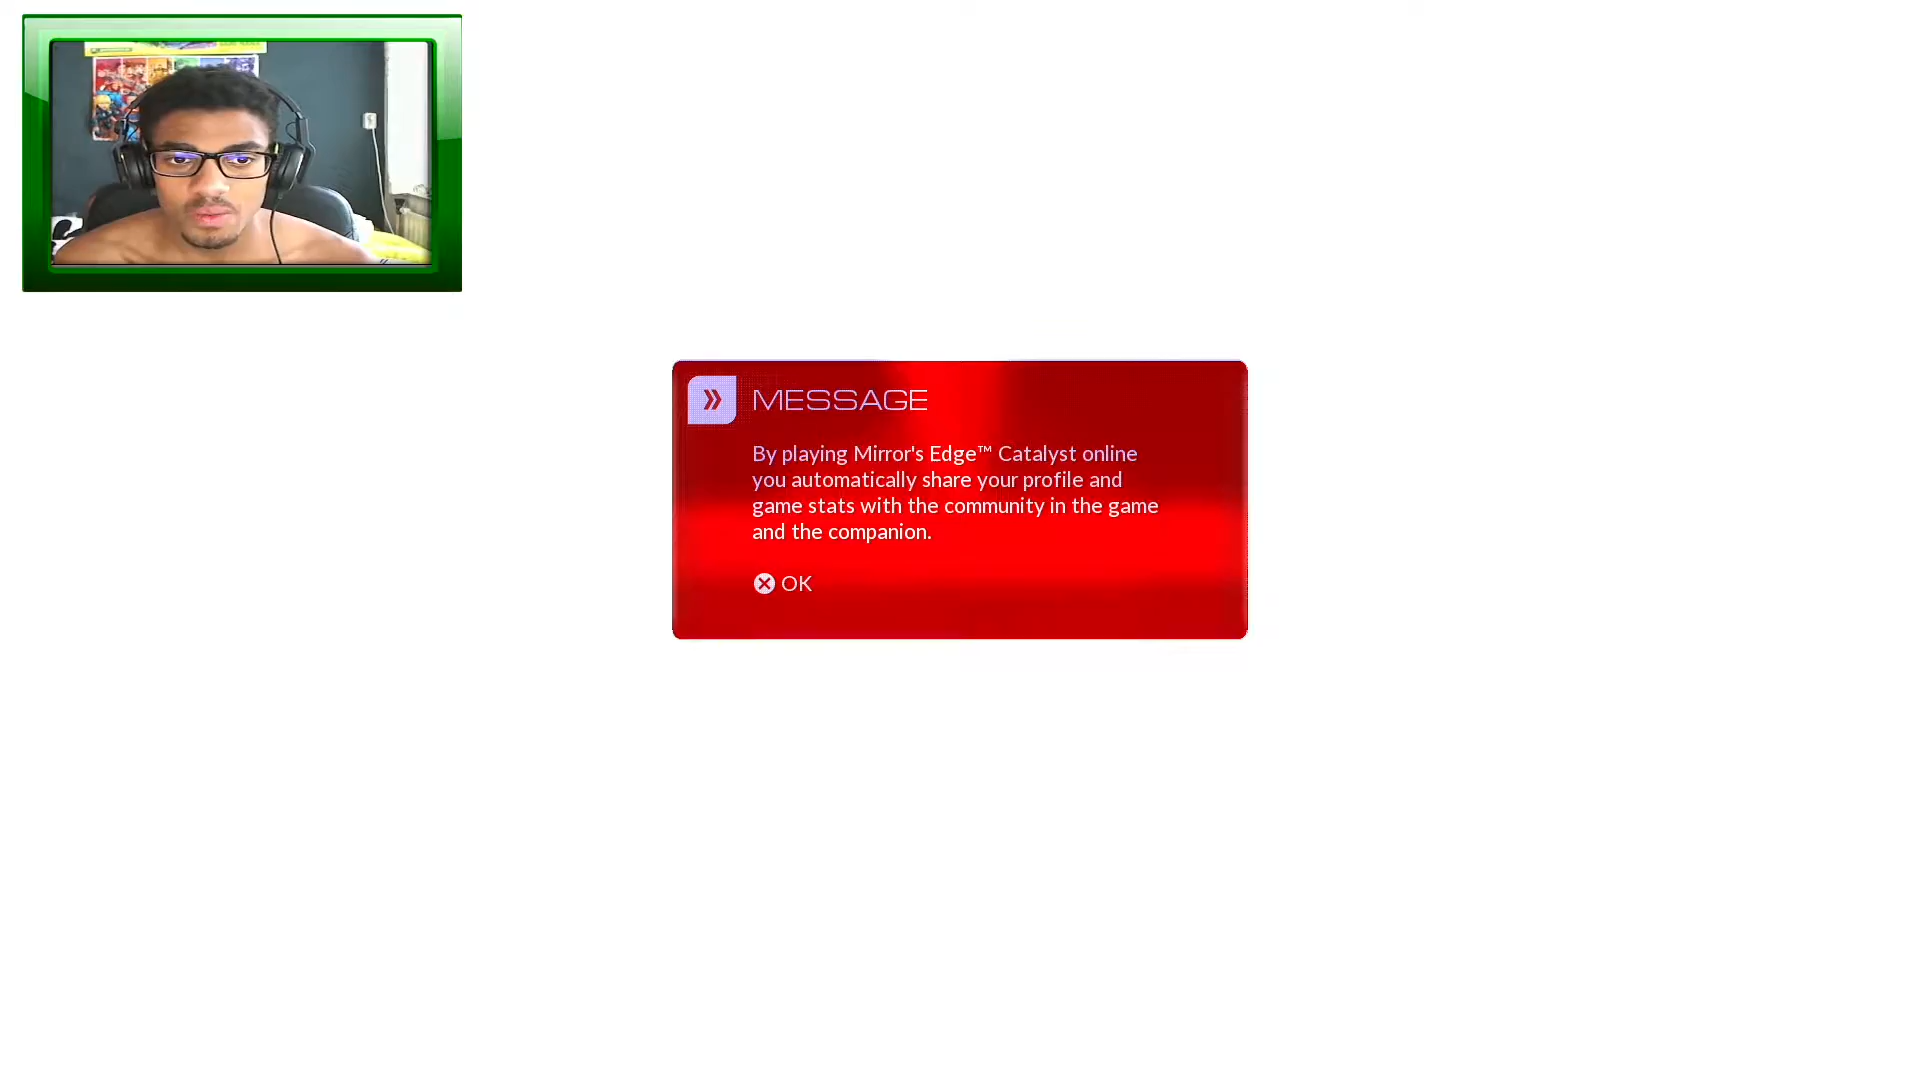 MESSAGE
By playing Mirror's Edge™ Catalyst online
you automatically share your profile and
game stats with the community in the game
and the companion.
OK